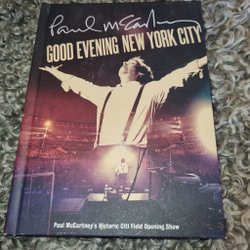 Paul McCartney
GOOD EVENING NEW YORK CITY
Paul McCartney's Historic Citi Field Opening Show